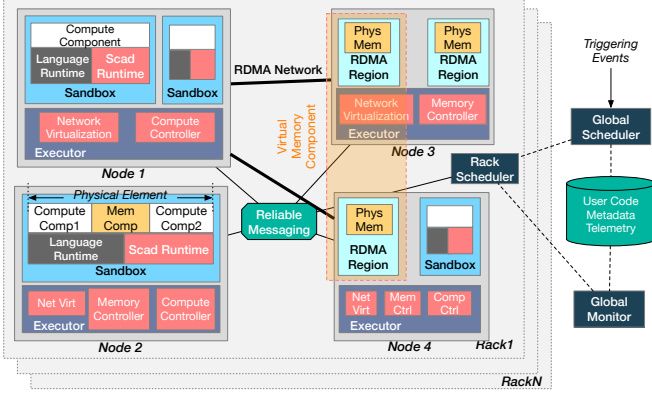 Compute
Component
Language
Runtime
Scad
Runtime
Sandbox
Sandbox
Network
Virtualization
Compute
Controller
Executor
Node 1
RDMA Network
Virtual
Memory
Component
Phys
Mem
RDMA
Region
Phys
Mem
RDMA
Region
Network
Virtualization
Memory
Controller
Executor
Node 3
Triggering
Events
Global
Scheduler
Rack
Scheduler
User Code
Metadata
Telemetry
Global
Monitor
Reliable
Messaging
Physical Element
Compute
Comp1
Mem
Comp
Compute
Comp2
Language
Runtime
Scad Runtime
Sandbox
Net Virt
Memory
Controller
Compute
Controller
Executor
Node 2
Phys
Mem
RDMA
Region
Sandbox
Net
Virt
Mem
Ctrl
Comp
Ctrl
Executor
Node 4
Rack1
RackN